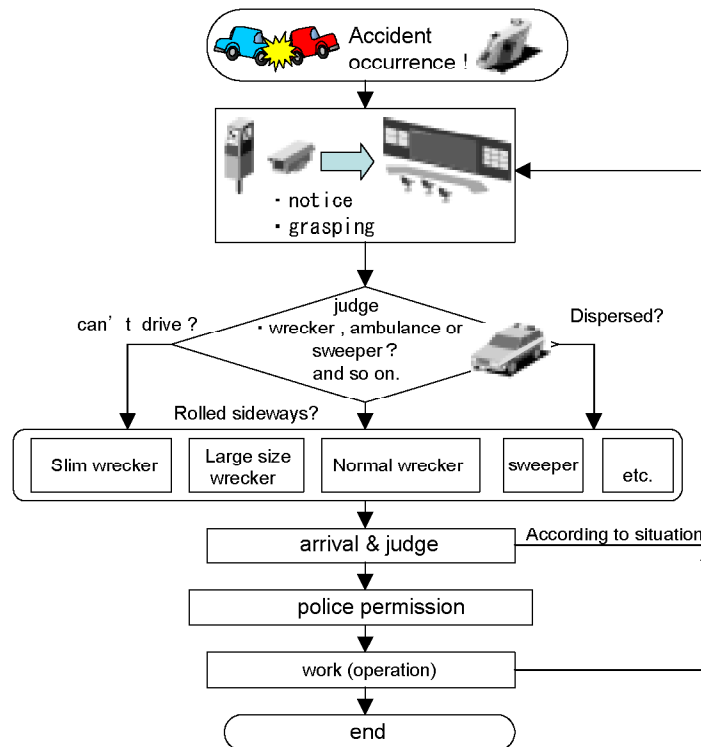 Accident
occurrence !
・notice
・grasping
judge
・wrecker , ambulance or
sweeper ?
and so on.
can’ t drive ?
Dispersed?
Rolled sideways?
Slim wrecker
Large size
wrecker
Normal wrecker
sweeper
etc.
arrival & judge
According to situation
police permission
work (operation)
end